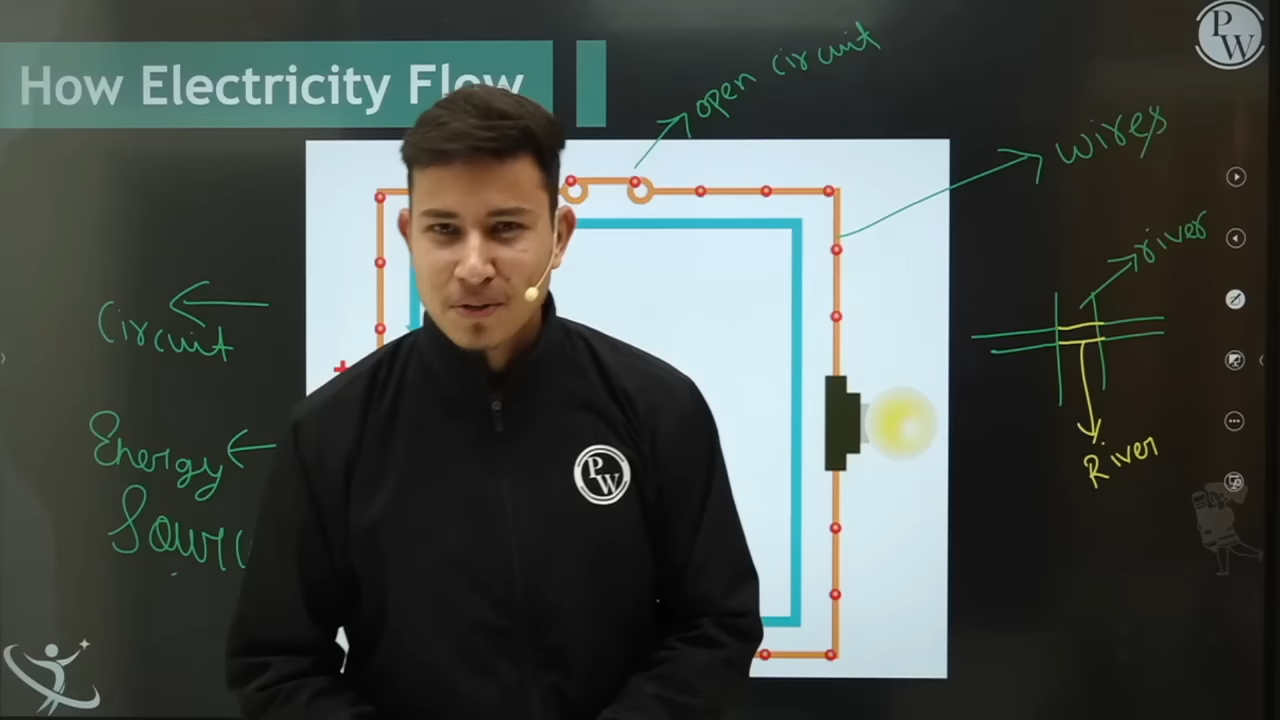 How Electricity Flow
PW
open circuit
wires
river
Circuit
+
Energy
River
PW